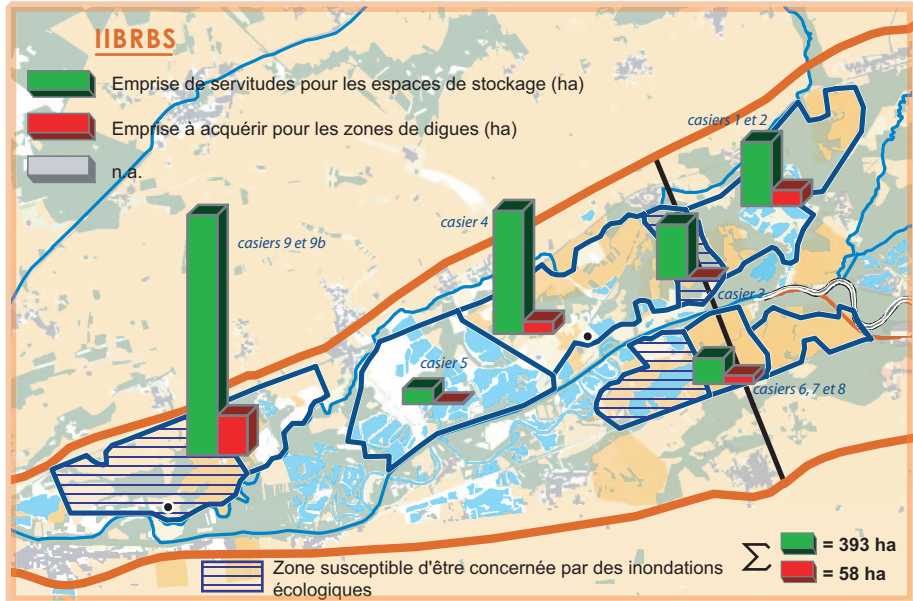 IIBRBS
Emprise de servitudes pour les espaces de stockage (ha)
Emprise à acquérir pour les zones de digues (ha)
n.a.
casiers 1 et 2
casiers 9 et 9b
casier 4
casier 3
casier 5
casiers 6, 7 et 8
Zone susceptible d'être concernée par des inondations
écologiques
Σ
= 393 ha
= 58 ha